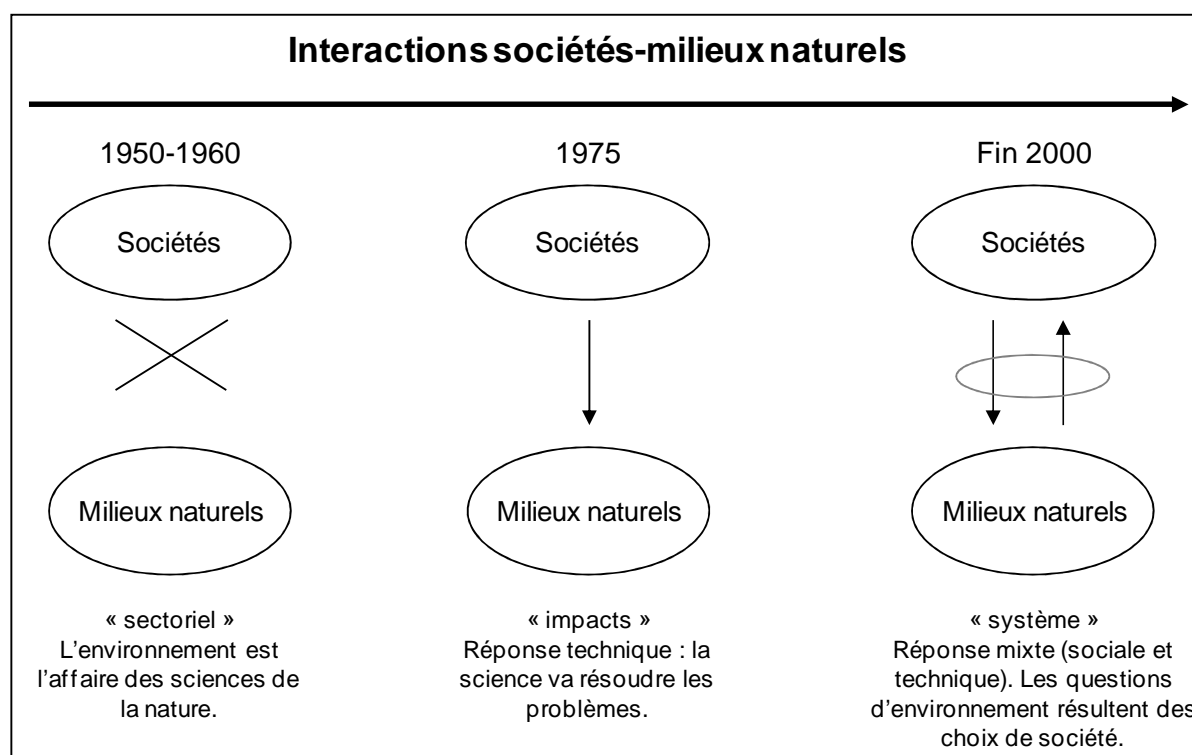 Interactions sociétés-milieux naturels
1950-1960
1975
Fin 2000
Sociétés
Sociétés
Sociétés
Milieux naturels
Milieux naturels
Milieux naturels
« sectoriel »
L'environnement est
l'affaire des sciences de
la nature.
« impacts »
Réponse technique : la
science va résoudre les
problèmes.
« système »
Réponse mixte (sociale et
technique). Les questions
d'environnement résultent des
choix de société.